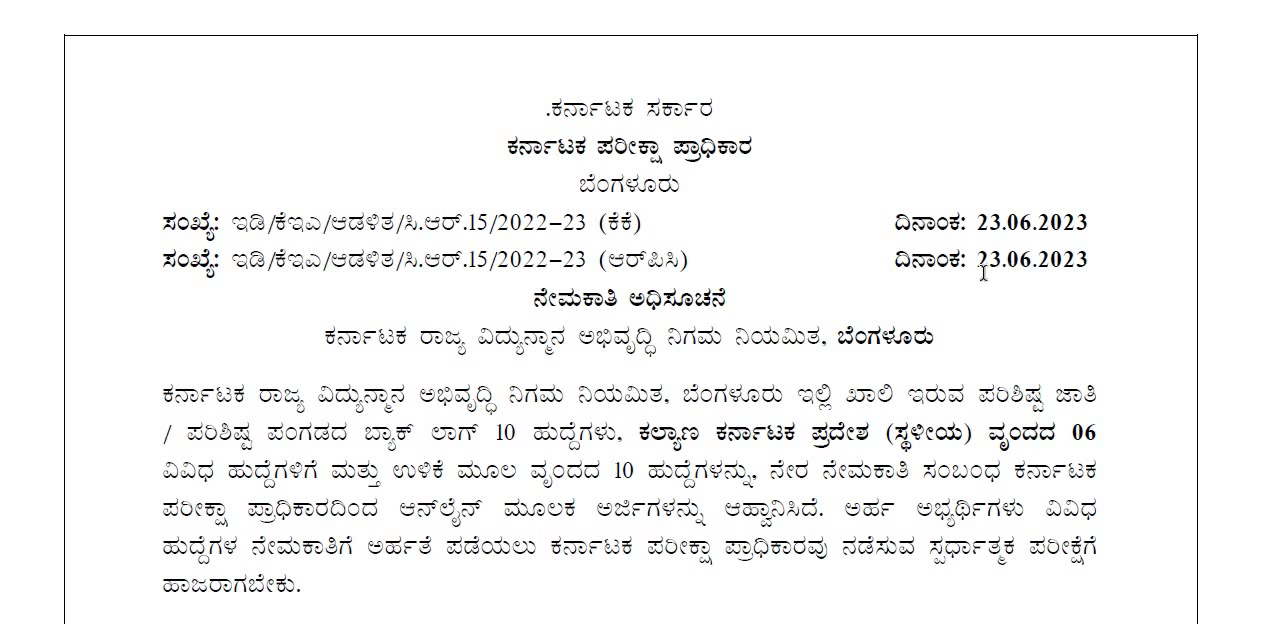 .ಕರ್ನಾಟಕ ಸರ್ಕಾರ
ಕರ್ನಾಟಕ ಪರೀಕ್ಷಾ ಪ್ರಾಧಿಕಾರ
ಬೆಂಗಳೂರು
ಸಂಖ್ಯೆ: ಇಡಿ/ಕೆಇಎ/ಆಡಳಿತ/ಸಿ.ಆರ್.15/2022–23 (ಕೆಕೆ) ದಿನಾಂಕ: 23.06.2023
ಸಂಖ್ಯೆ: ಇಡಿ/ಕೆಇಎ/ಆಡಳಿತ/ಸಿ.ಆರ್.15/2022–23 (ಆರ್‌ಪಿಸಿ) ದಿನಾಂಕ: 23.06.2023
ನೇಮಕಾತಿ ಅಧಿಸೂಚನೆ
ಕರ್ನಾಟಕ ರಾಜ್ಯ ವಿದ್ಯುನ್ಮಾನ ಅಭಿವೃದ್ಧಿ ನಿಗಮ ನಿಯಮಿತ, ಬೆಂಗಳೂರು
ಕರ್ನಾಟಕ ರಾಜ್ಯ ವಿದ್ಯುನ್ಮಾನ ಅಭಿವೃದ್ಧಿ ನಿಗಮ ನಿಯಮಿತ, ಬೆಂಗಳೂರು ಇಲ್ಲಿ ಖಾಲಿ ಇರುವ ಪರಿಶಿಷ್ಟ ಜಾತಿ
/ ಪರಿಶಿಷ್ಟ ಪಂಗಡದ ಬ್ಯಾಕ್ ಲಾಗ್ 10 ಹುದ್ದೆಗಳು, ಕಲ್ಯಾಣ ಕರ್ನಾಟಕ ಪ್ರದೇಶ (ಸ್ಥಳೀಯ) ವೃಂದದ 06
ವಿವಿಧ ಹುದ್ದೆಗಳಿಗೆ ಮತ್ತು ಉಳಿಕೆ ಮೂಲ ವೃಂದದ 10 ಹುದ್ದೆಗಳನ್ನು, ನೇರ ನೇಮಕಾತಿ ಸಂಬಂಧ ಕರ್ನಾಟಕ
ಪರೀಕ್ಷಾ ಪ್ರಾಧಿಕಾರದಿಂದ ಆನ್‌ಲೈನ್ ಮೂಲಕ ಅರ್ಜಿಗಳನ್ನು ಆಹ್ವಾನಿಸಿದೆ. ಅರ್ಹ ಅಭ್ಯರ್ಥಿಗಳು ವಿವಿಧ
ಹುದ್ದೆಗಳ ನೇಮಕಾತಿಗೆ ಅರ್ಹತೆ ಪಡೆಯಲು ಕರ್ನಾಟಕ ಪರೀಕ್ಷಾ ಪ್ರಾಧಿಕಾರವು ನಡೆಸುವ ಸ್ಪರ್ಧಾತ್ಮಕ ಪರೀಕ್ಷೆಗೆ
ಹಾಜರಾಗಬೇಕು.